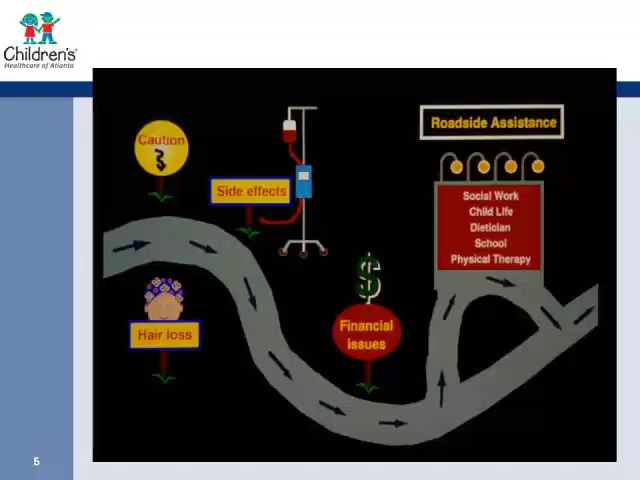 Children's
Healthcare of Atlanta
Caution
Side effects
Hair loss
$
Financial
issues
Roadside Assistance
Social Work
Child Life
Dietician
School
Physical Therapy
5